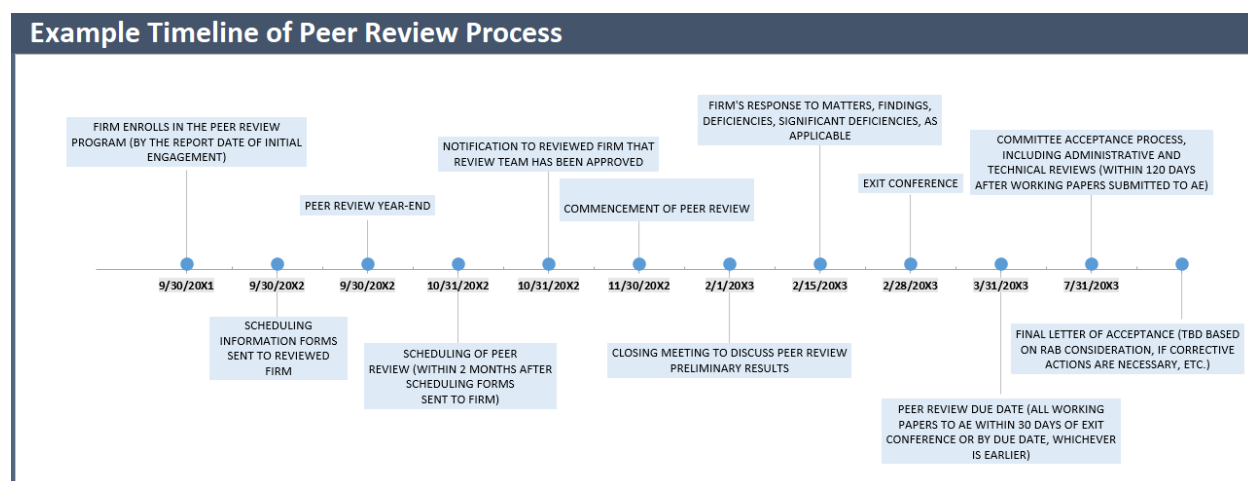 Example Timeline of Peer Review Process
FIRM ENROLLS IN THE PEER REVIEW
PROGRAM (BY THE REPORT DATE OF INITIAL
ENGAGEMENT)
PEER REVIEW YEAR-END
NOTIFICATION TO REVIEWED FIRM THAT
REVIEW TEAM HAS BEEN APPROVED
COMMENCEMENT OF PEER REVIEW
FIRM'S RESPONSE TO MATTERS, FINDINGS,
DEFICIENCIES, SIGNIFICANT DEFICIENCIES, AS
APPLICABLE
EXIT CONFERENCE
COMMITTEE ACCEPTANCE PROCESS,
INCLUDING ADMINISTRATIVE AND
TECHNICAL REVIEWS (WITHIN 120 DAYS
AFTER WORKING PAPERS SUBMITTED TO AE)
9/30/20X1
9/30/20X2
9/30/20X2
10/31/20X2
10/31/20X2
11/30/20X2
2/1/20X3
2/15/20X3
2/28/20X3
3/31/20X3
7/31/20X3
SCHEDULING
INFORMATION FORMS
SENT TO REVIEWED
FIRM
SCHEDULING OF PEER
REVIEW (WITHIN 2 MONTHS AFTER
SCHEDULING FORMS
SENT TO FIRM)
CLOSING MEETING TO DISCUSS PEER REVIEW
PRELIMINARY RESULTS
PEER REVIEW DUE DATE (ALL WORKING
PAPERS TO AE WITHIN 30 DAYS OF EXIT
CONFERENCE OR BY DUE DATE, WHICHEVER
IS EARLIER)
FINAL LETTER OF ACCEPTANCE (TBD BASED
ON RAB CONSIDERATION, IF CORRECTIVE
ACTIONS ARE NECESSARY, ETC.)